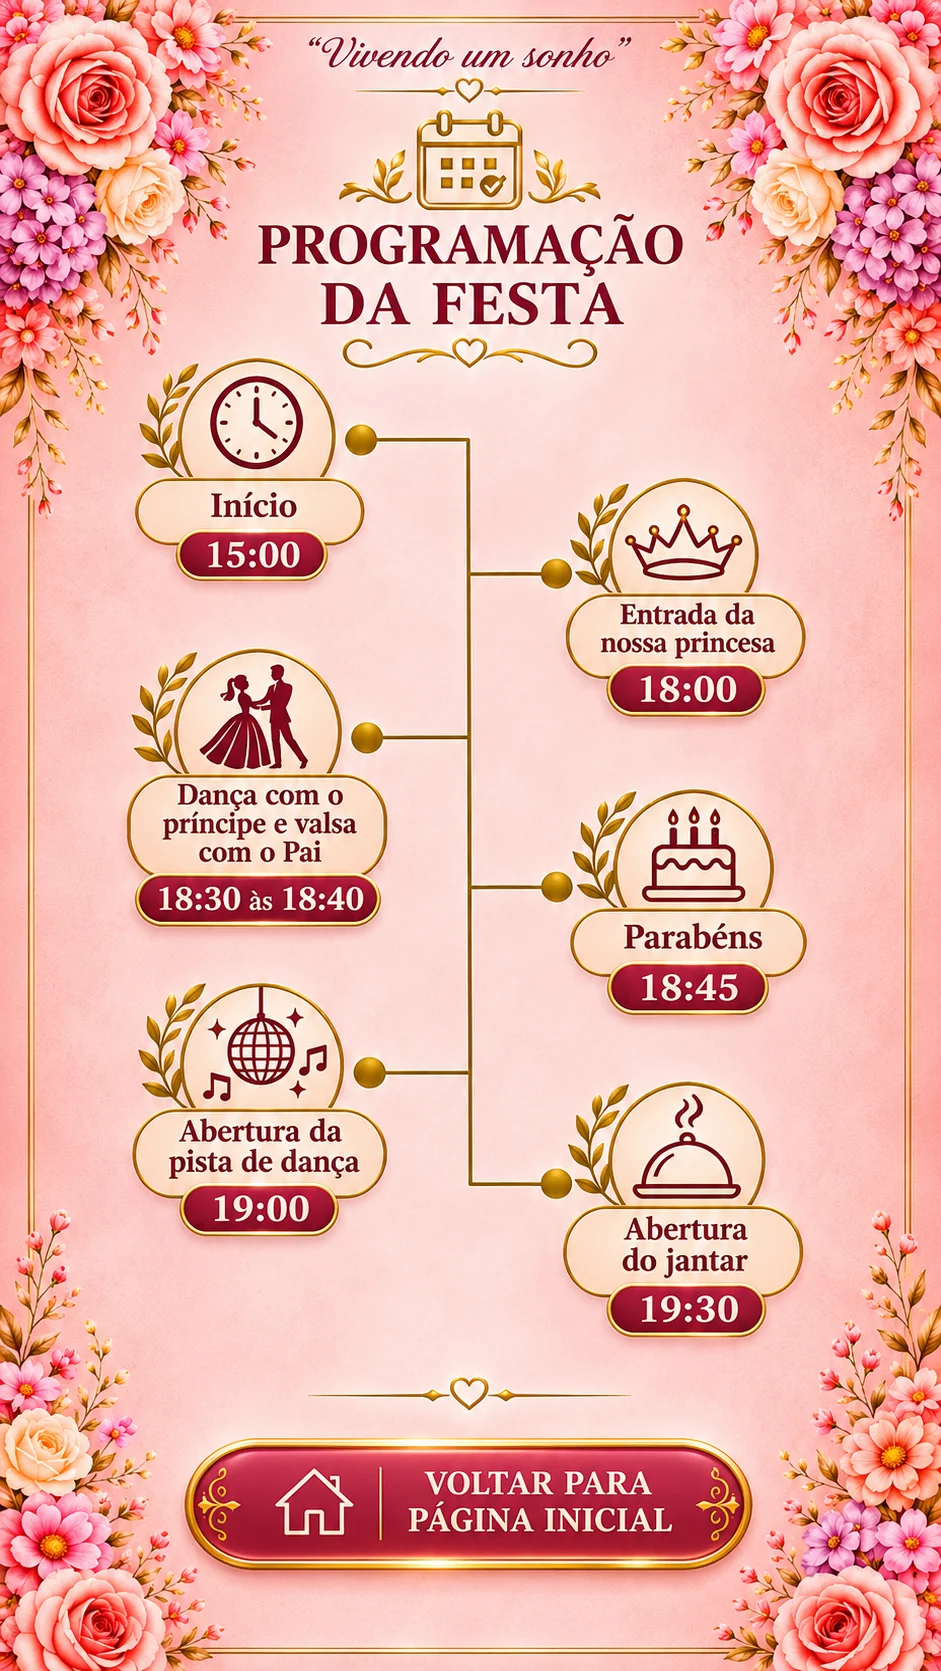 “Vivendo um sonho”
PROGRAMAÇÃO
DA FESTA
Início
15:00
Entrada da
nossa princesa
18:00
Dança com o
príncipe e valsa
com o Pai
18:30 às 18:40
Parabéns
18:45
Abertura da
pista de dança
19:00
Abertura
do jantar
19:30
VOLTAR PARA
PÁGINA INICIAL